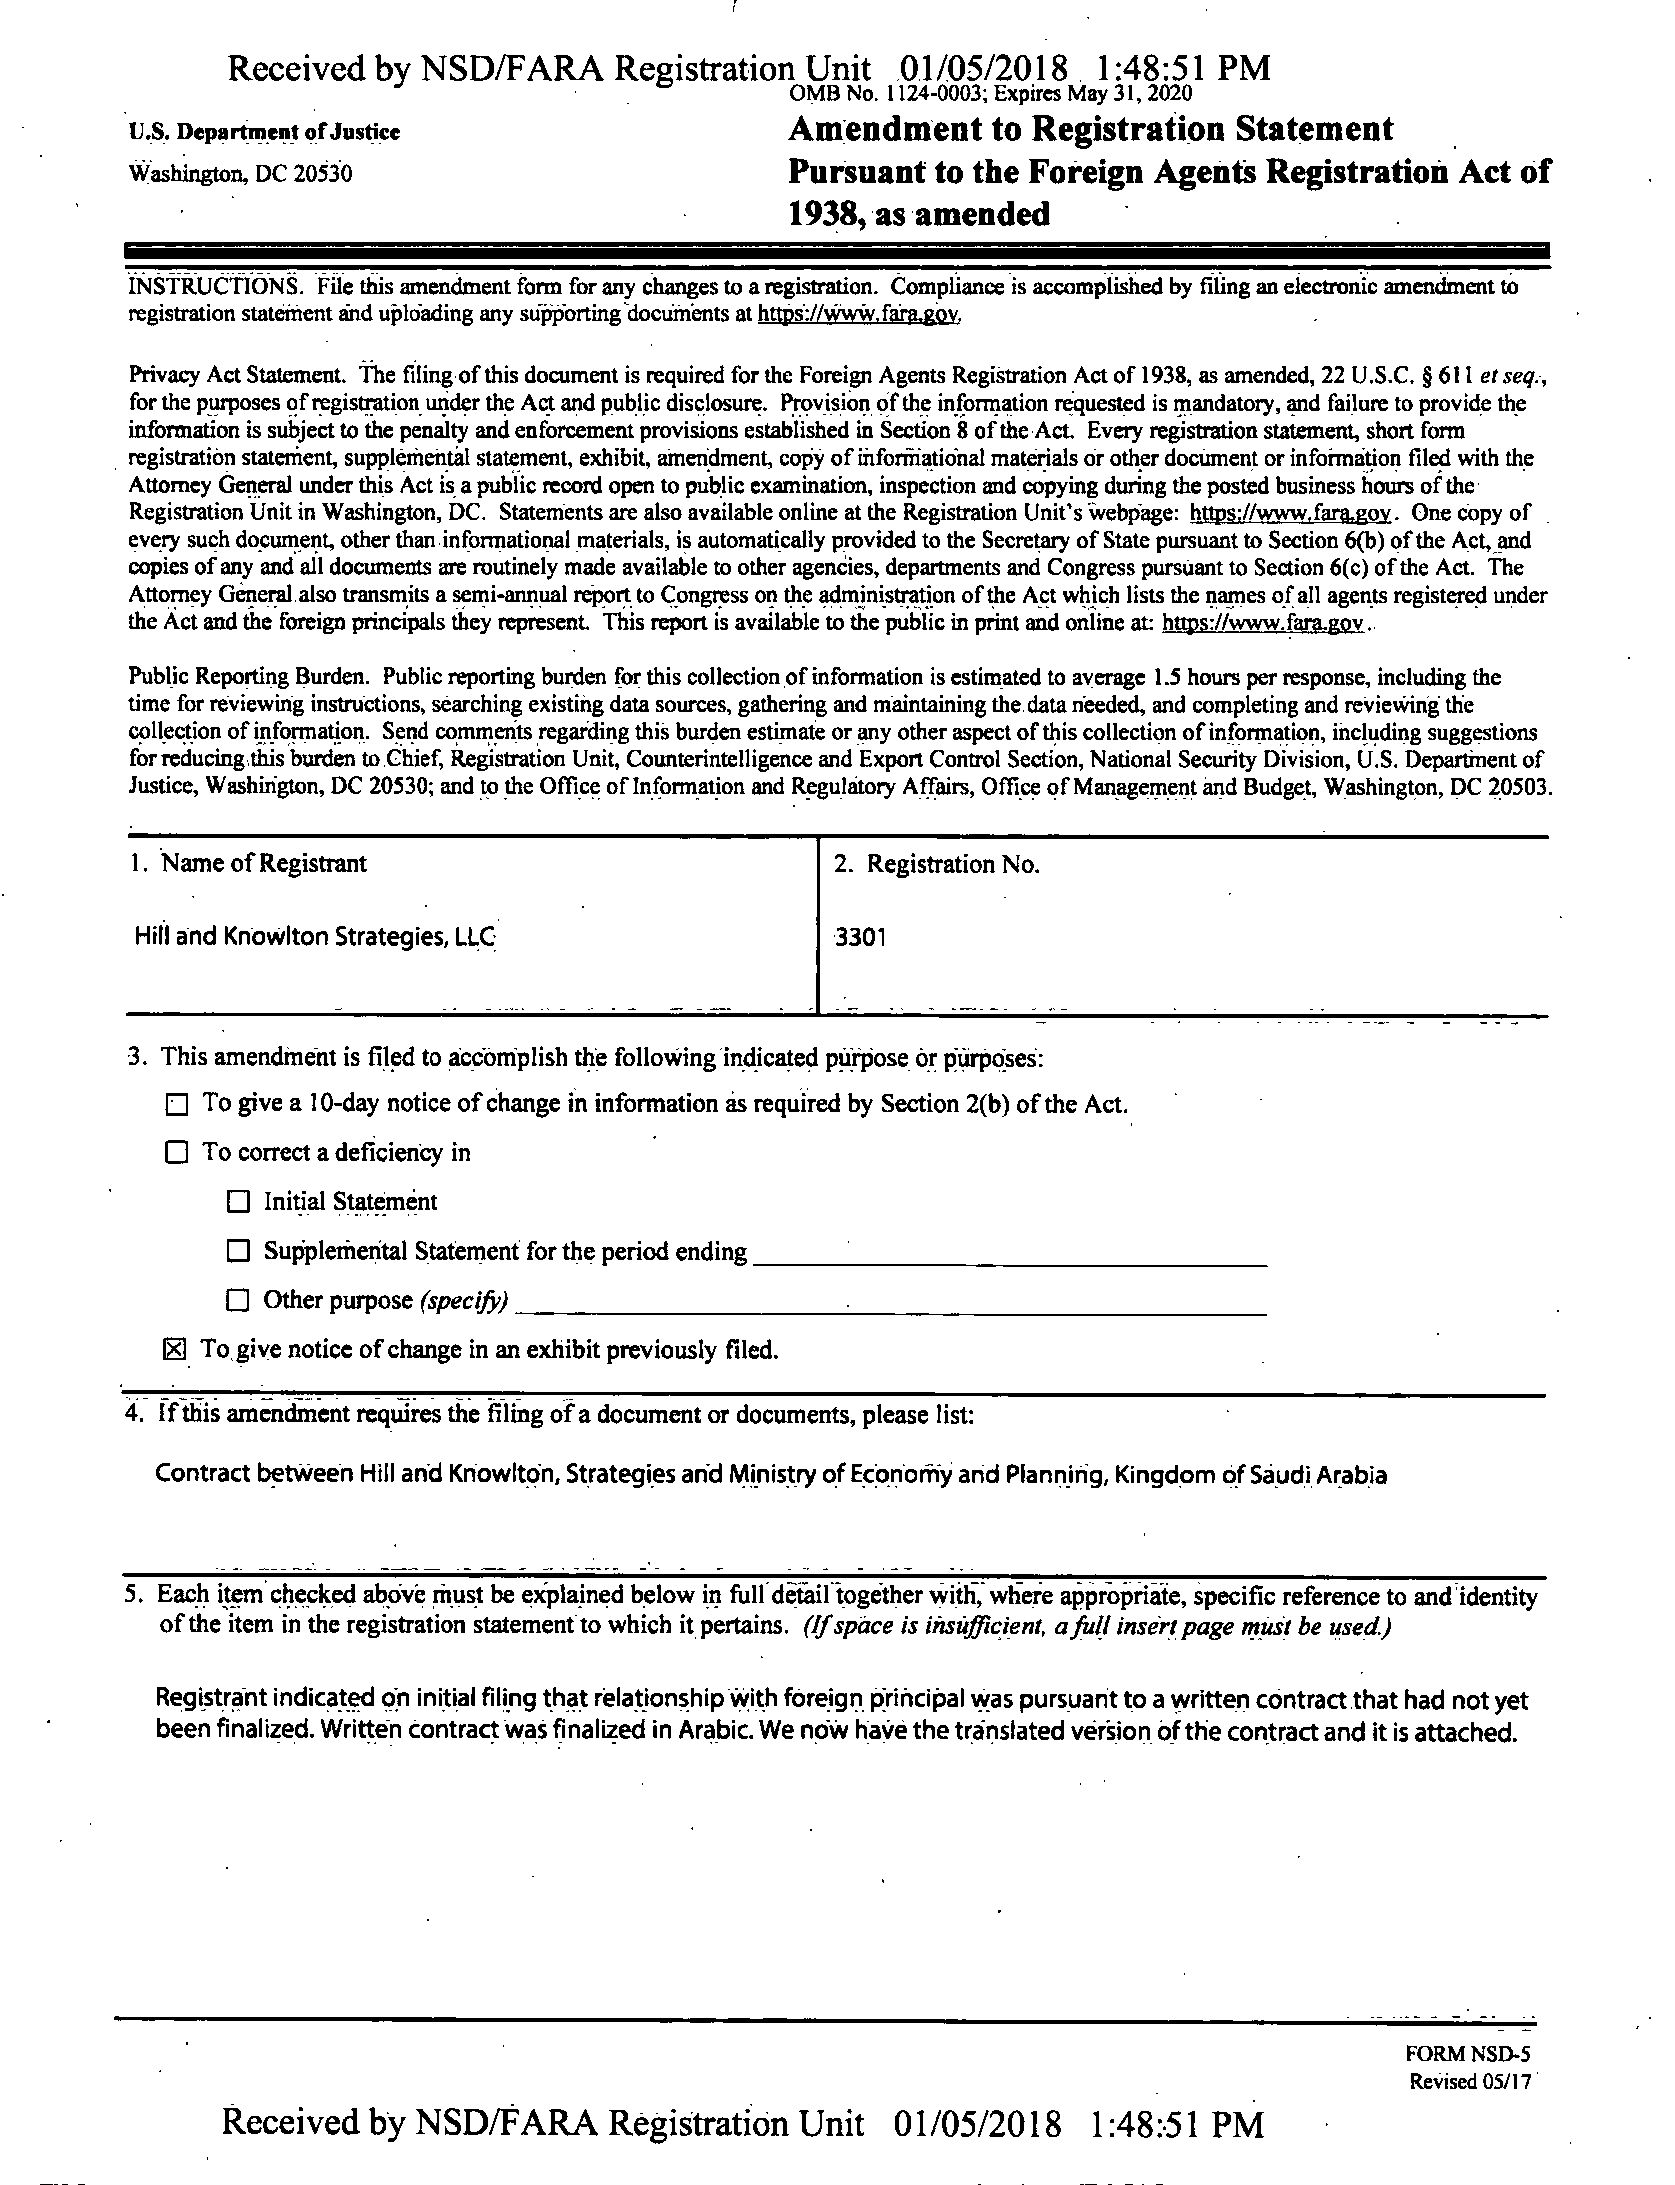 Received by NSD/FARA Registration Unit 01/05/2018 1:48:51 PM
OMB No. 1124-0003; Expires May 31, 2020
U.S. Department of Justice
Washington, DC 20530
Amendment to Registration Statement
Pursuant to the Foreign Agents Registration Act of
1938, as amended
INSTRUCTIONS. File this amendment form for any changes to a registration. Compliance is accomplished by filing an electronic amendment to
registration statement and uploading any supporting documents at https://www.fara.gov.
Privacy Act Statement. The filing of this document is required for the Foreign Agents Registration Act of 1938, as amended, 22 U.S.C. § 611 et seq.,
for the purposes of registration under the Act and public disclosure. Provision of the information requested is mandatory, and failure to provide the
information is subject to the penalty and enforcement provisions established in Section 8 of the Act. Every registration statement, short form
registration statement, supplemental statement, exhibit, amendment, copy of informational materials or other document or information filed with the
Attorney General under this Act is a public record open to public examination, inspection and copying during the posted business hours of the
Registration Unit in Washington, DC. Statements are also available online at the Registration Unit's webpage: https://www.fara.gov. One copy of
every such document, other than informational materials, is automatically provided to the Secretary of State pursuant to Section 6(b) of the Act, and
copies of any and all documents are routinely made available to other agencies, departments and Congress pursuant to Section 6(c) of the Act. The
Attorney General also transmits a semi-annual report to Congress on the administration of the Act which lists the names of all agents registered under
the Act and the foreign principals they represent. This report is available to the public in print and online at: https://www.fara.gov.
Public Reporting Burden. Public reporting burden for this collection of information is estimated to average 1.5 hours per response, including the
time for reviewing instructions, searching existing data sources, gathering and maintaining the data needed, and completing and reviewing the
collection of information. Send comments regarding this burden estimate or any other aspect of this collection of information, including suggestions
for reducing this burden to Chief, Registration Unit, Counterintelligence and Export Control Section, National Security Division, U.S. Department of
Justice, Washington, DC 20530; and to the Office of Information and Regulatory Affairs, Office of Management and Budget, Washington, DC 20503.
1. Name of Registrant
2. Registration No.
Hill and Knowlton Strategies, LLC
3301
3. This amendment is filed to accomplish the following indicated purpose or purposes:
☐ To give a 10-day notice of change in information as required by Section 2(b) of the Act.
☐ To correct a deficiency in
☐ Initial Statement
☐ Supplemental Statement for the period ending
☐ Other purpose (specify)
☒ To give notice of change in an exhibit previously filed.
4. If this amendment requires the filing of a document or documents, please list:
Contract between Hill and Knowlton, Strategies and Ministry of Economy and Planning, Kingdom of Saudi Arabia
5. Each item checked above must be explained below in full detail together with, where appropriate, specific reference to and identity
of the item in the registration statement to which it pertains. (If space is insufficient, a full insert page must be used.)
Registrant indicated on initial filing that relationship with foreign principal was pursuant to a written contract that had not yet
been finalized. Written contract was finalized in Arabic. We now have the translated version of the contract and it is attached.
FORM NSD-5
Revised 05/17
Received by NSD/FARA Registration Unit 01/05/2018 1:48:51 PM